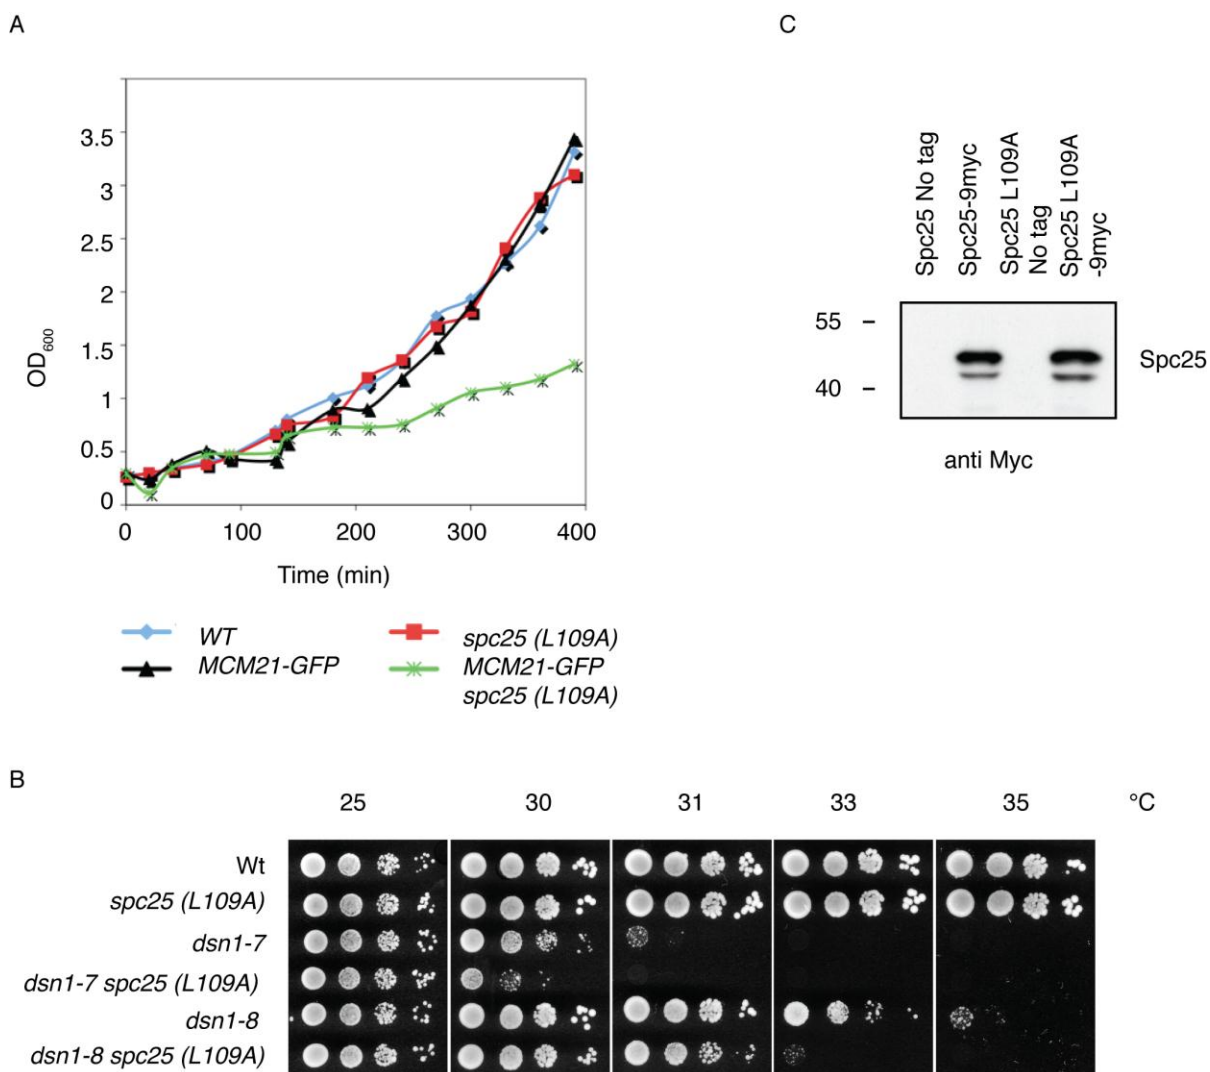 A
3.5
3
2.5
2
1.5
1
0.5
0
OD600
0 100 200 300 400
Time (min)
WT
MCM21-GFP
spc25 (L109A)
MCM21-GFP
spc25 (L109A)
C
Spc25 No tag
Spc25-9myc
Spc25 L109A
No tag
Spc25 L109A
-9myc
55 –
40 –
Spc25
anti Myc
B
25 30 31 33 35 °C
Wt
spc25 (L109A)
dsn1-7
dsn1-7 spc25 (L109A)
dsn1-8
dsn1-8 spc25 (L109A)